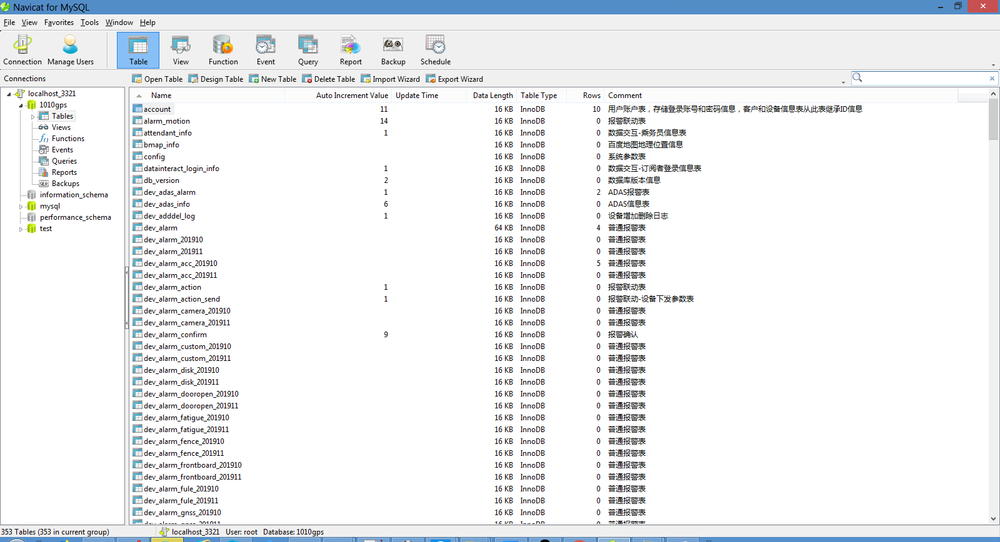 Navicat for MySQL
File View Favorites Tools Window Help
Connection Manage Users Table View Function Event Query Report Backup Schedule
Connections
Open Table Design Table New Table Delete Table Import Wizard Export Wizard
localhost_3321
1010gps
Tables
Views
Functions
Events
Queries
Reports
Backups
information_schema
mysql
performance_schema
test
Name Auto Increment Value Update Time Data Length Table Type Rows Comment
account 11 16 KB InnoDB 10 用户账户表，存储登录账号和密码信息，客户和设备信息表从此表继承ID信息
alarm_motion 14 16 KB InnoDB 0 报警联动表
attendant_info 1 16 KB InnoDB 0 数据交互-乘务员信息表
bmap_info 16 KB InnoDB 0 百度地图地理位置信息
config 16 KB InnoDB 0 系统参数表
datainteract_login_info 1 16 KB InnoDB 0 数据交互-订阅者登录信息表
db_version 2 16 KB InnoDB 0 数据库版本信息
dev_adas_alarm 1 16 KB InnoDB 2 ADAS报警表
dev_adas_info 6 16 KB InnoDB 0 ADAS信息表
dev_adddel_log 1 16 KB InnoDB 0 设备增加删除日志
dev_alarm 64 KB InnoDB 4 普通报警表
dev_alarm_201910 16 KB InnoDB 0 普通报警表
dev_alarm_201911 16 KB InnoDB 0 普通报警表
dev_alarm_acc_201910 16 KB InnoDB 5 普通报警表
dev_alarm_acc_201911 16 KB InnoDB 0 普通报警表
dev_alarm_action 1 16 KB InnoDB 0 报警联动表
dev_alarm_action_send 1 16 KB InnoDB 0 报警联动-设备下发参数表
dev_alarm_camera_201910 16 KB InnoDB 0 普通报警表
dev_alarm_camera_201911 16 KB InnoDB 0 普通报警表
dev_alarm_confirm 9 16 KB InnoDB 0 报警确认
dev_alarm_custom_201910 16 KB InnoDB 0 普通报警表
dev_alarm_custom_201911 16 KB InnoDB 0 普通报警表
dev_alarm_disk_201910 16 KB InnoDB 0 普通报警表
dev_alarm_disk_201911 16 KB InnoDB 0 普通报警表
dev_alarm_dooropen_201910 16 KB InnoDB 0 普通报警表
dev_alarm_dooropen_201911 16 KB InnoDB 0 普通报警表
dev_alarm_fatigue_201910 16 KB InnoDB 0 普通报警表
dev_alarm_fatigue_201911 16 KB InnoDB 0 普通报警表
dev_alarm_fence_201910 16 KB InnoDB 0 普通报警表
dev_alarm_fence_201911 16 KB InnoDB 0 普通报警表
dev_alarm_frontboard_201910 16 KB InnoDB 0 普通报警表
dev_alarm_frontboard_201911 16 KB InnoDB 0 普通报警表
dev_alarm_fule_201910 16 KB InnoDB 0 普通报警表
dev_alarm_fule_201911 16 KB InnoDB 0 普通报警表
dev_alarm_gnss_201910 16 KB InnoDB 0 普通报警表
353 Tables (353 in current group) localhost_3321 User: root Database: 1010gps